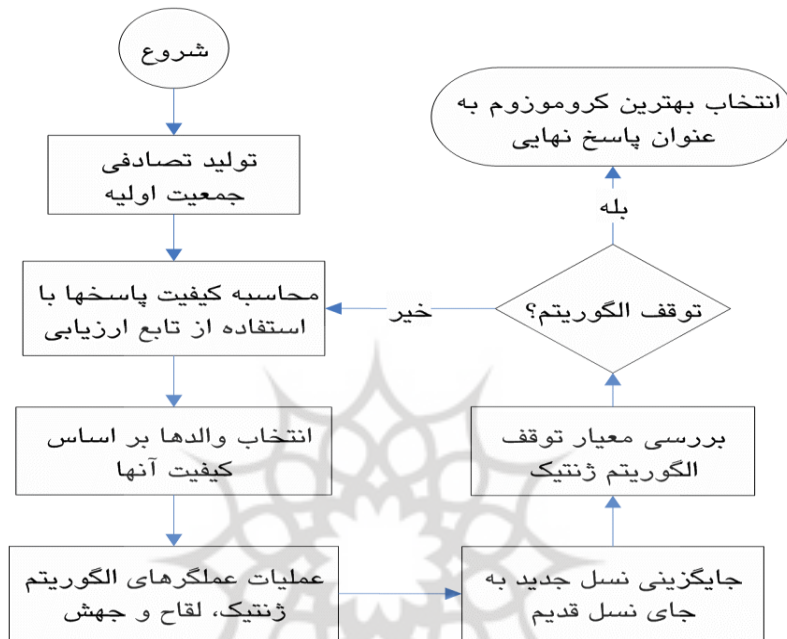 شروع
تولید تصادفی
جمعیت اولیه
محاسبه کیفیت پاسخها با
استفاده از تابع ارزیابی
انتخاب والدها بر اساس
کیفیت آنها
عملیات عملگرهای الگوریتم
ژنتیک، لقاح و جهش
جایگزینی نسل جدید به
جای نسل قدیم
بررسی معیار توقف
الگوریتم ژنتیک
توقف الگوریتم؟
خیر
بله
انتخاب بهترین کروموزوم به
عنوان پاسخ نهایی